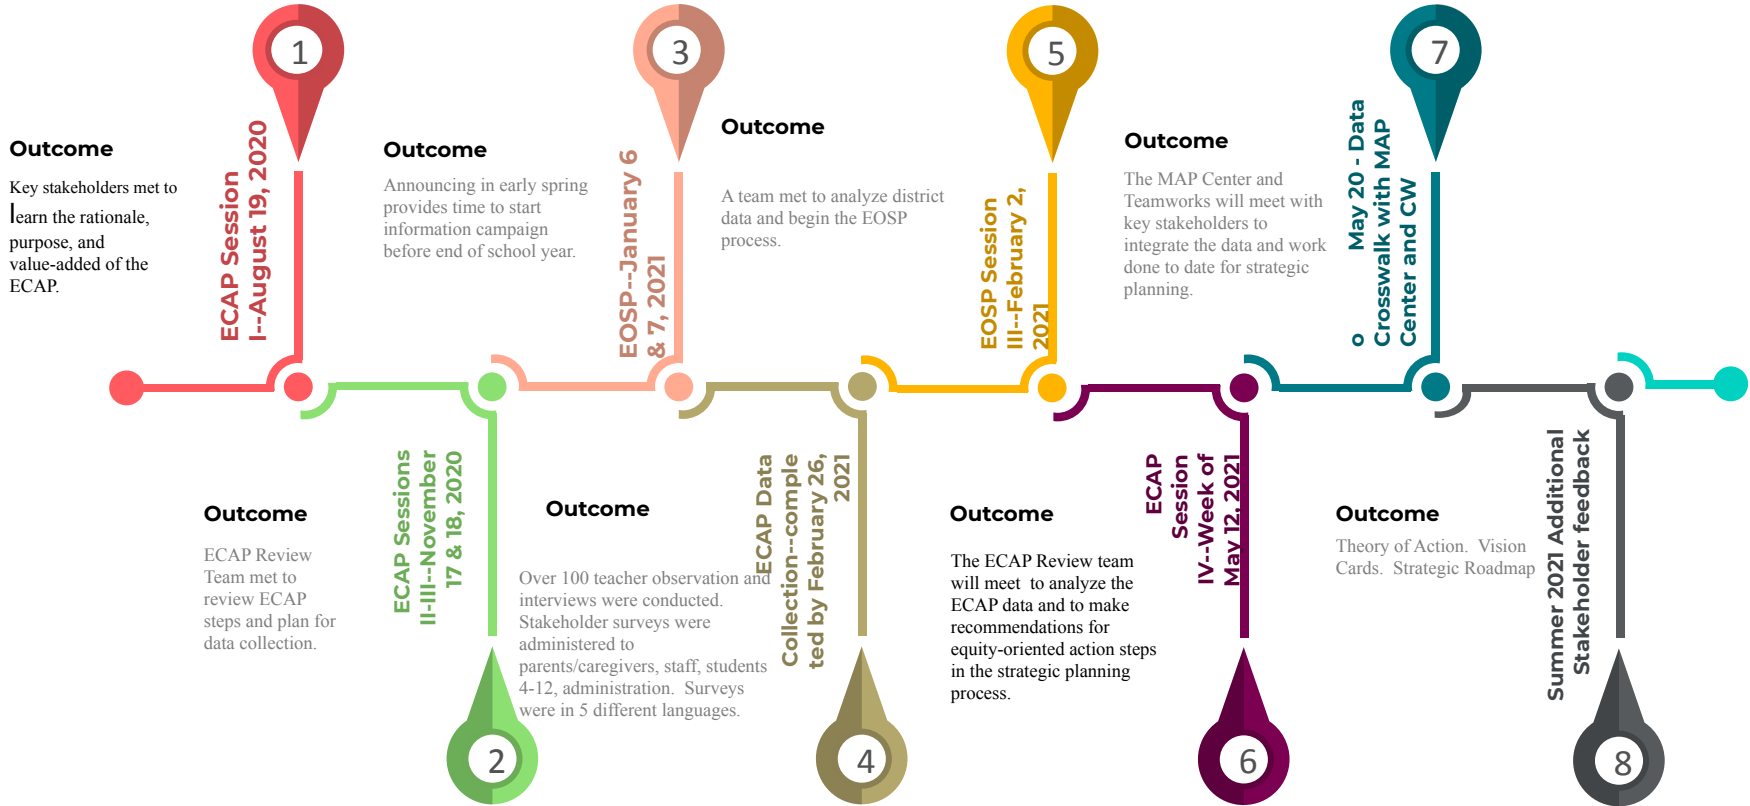 1
Outcome
Key stakeholders met to
learn the rationale,
purpose, and
value-added of the
ECAP.
ECAP Session
I--August 19, 2020
2
Outcome
ECAP Review
Team met to
review ECAP
steps and plan for
data collection.
ECAP Sessions
II-III--November
17 & 18, 2020
3
Outcome
Announcing in early spring
provides time to start
information campaign
before end of school year.
EOSP--January 6
& 7, 2021
4
Outcome
Over 100 teacher observation and
interviews were conducted.
Stakeholder surveys were
administered to
parents/caregivers, staff, students
4-12, administration.  Surveys
were in 5 different languages.
ECAP Data
Collection--comple
ted by February 26,
2021
5
Outcome
A team met to analyze district
data and begin the EOSP
process.
EOSP Session
III--February 2,
2021
6
Outcome
The ECAP Review team
will meet  to analyze the
ECAP data and to make
recommendations for
equity-oriented action steps
in the strategic planning
process.
ECAP
Session
IV--Week of
May 12, 2021
7
Outcome
The MAP Center and
Teamworks will meet with
key stakeholders to
integrate the data and work
done to date for strategic
planning.
o May 20 - Data
Crosswalk with MAP
Center and CW
8
Outcome
Theory of Action.  Vision
Cards.  Strategic Roadmap
Summer 2021 Additional
Stakeholder feedback